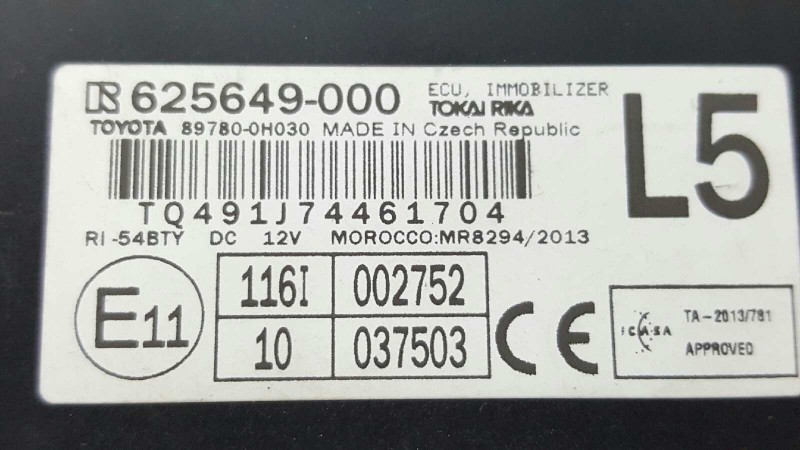 625649-000 ECU, IMMOBILIZER
TOKAI RIKA
TOYOTA 89780-0H030 MADE IN Czech Republic
L5
TQ491J74461704
RI-54BTY DC 12V MOROCCO:MR8294/2013
E11
116I 002752
10 037503
CE
ICASA
TA-2013/781
APPROVED